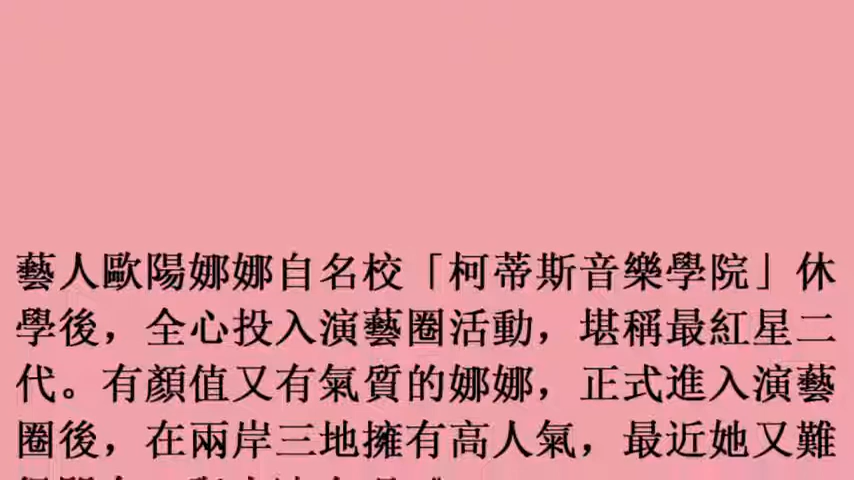 藝人歐陽娜娜自名校「柯蒂斯音樂學院」休
學後，全心投入演藝圈活動，堪稱最紅星二
代。有顏值又有氣質的娜娜，正式進入演藝
圈後，在兩岸三地擁有高人氣，最近她又難